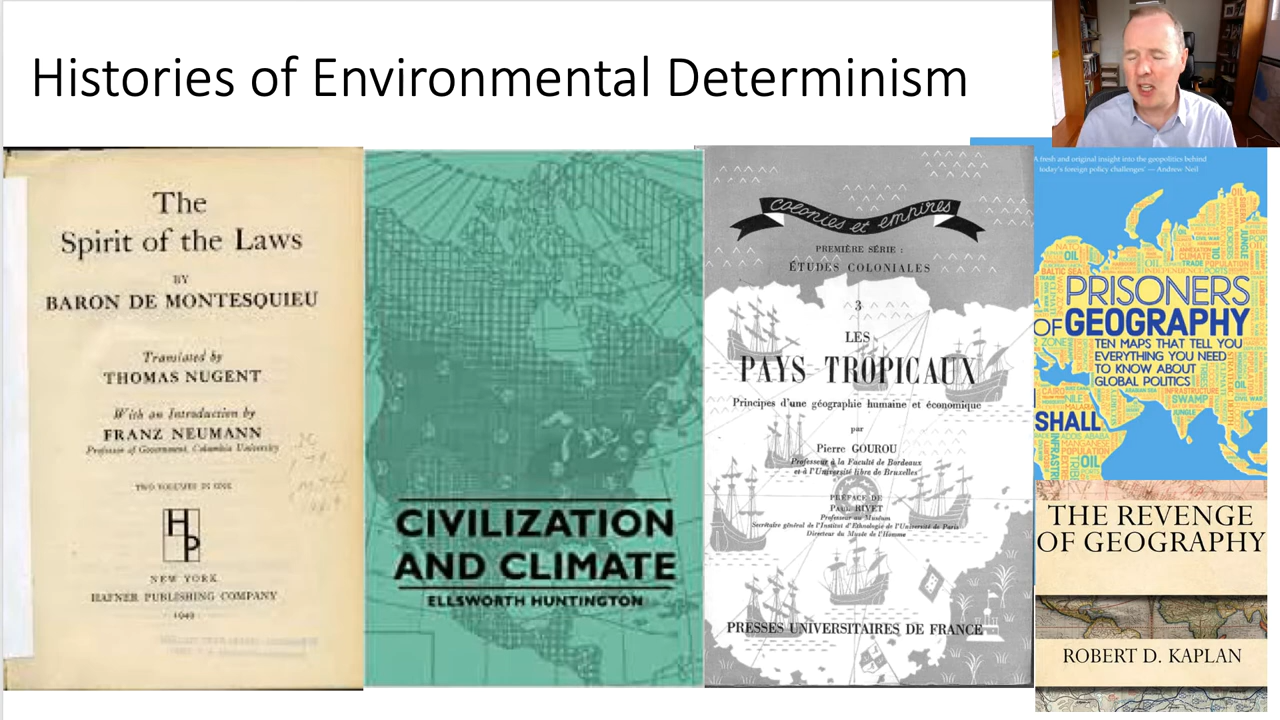 Histories of Environmental Determinism
The
Spirit of the Laws
BY
BARON DE MONTESQUIEU
Translated by
THOMAS NUGENT
With an Introduction by
FRANZ NEUMANN
Professor of Government, Columbia University
TWO VOLUMES IN ONE
HP
NEW YORK
HAFNER PUBLISHING COMPANY
1949
CIVILIZATION
AND CLIMATE
ELLSWORTH HUNTINGTON
colonies et empires
PREMIÈRE SÉRIE :
ÉTUDES COLONIALES
3
LES
PAYS TROPICAUX
Principes d'une géographie humaine et économique
par
Pierre GOUROU
Professeur à la Faculté de Bordeaux
et à l'Université libre de Bruxelles
PRÉFACE DE
PAUL RIVET
Professeur au Muséum
Secrétaire général de l'Institut d'Ethnologie de l'Université de Paris
Directeur du Musée de l'Homme
PRESSES UNIVERSITAIRES DE FRANCE
A fresh and original insight into the geopolitics behind
today's foreign policy challenges' — Andrew Neil
PRISONERS
OF GEOGRAPHY
TEN MAPS THAT TELL YOU
EVERYTHING YOU NEED
TO KNOW ABOUT
GLOBAL POLITICS
SHALL
THE REVENGE
OF GEOGRAPHY
ROBERT D. KAPLAN